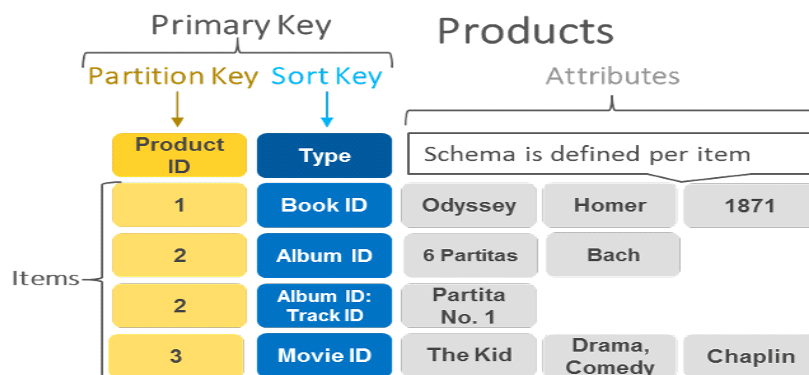 Primary Key
Products
Partition Key
Sort Key
Attributes
Product
ID
Type
Schema is defined per item
Items
1
Book ID
Odyssey
Homer
1871
2
Album ID
6 Partitas
Bach
2
Album ID:
Track ID
Partita
No. 1
3
Movie ID
The Kid
Drama,
Comedy
Chaplin